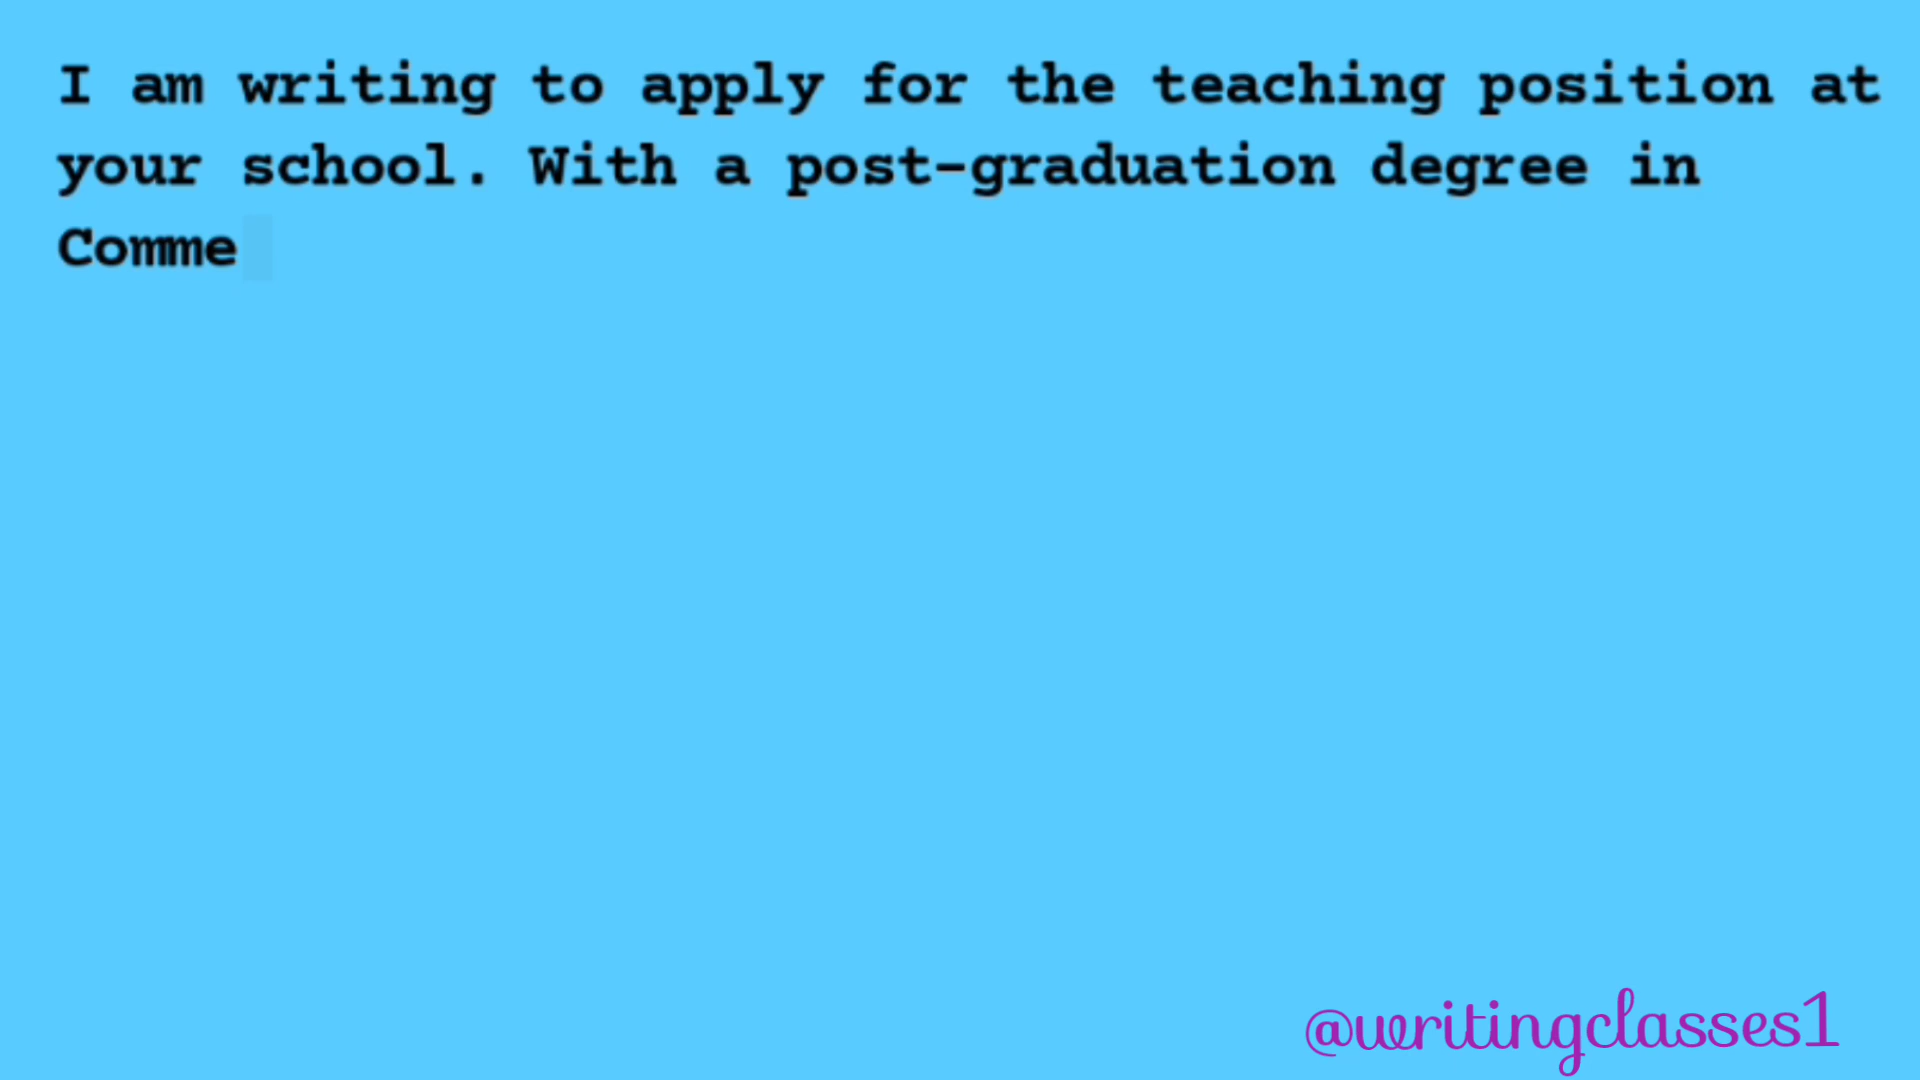 I am writing to apply for the teaching position at
your school. With a post-graduation degree in
Comme
@writingclasses1